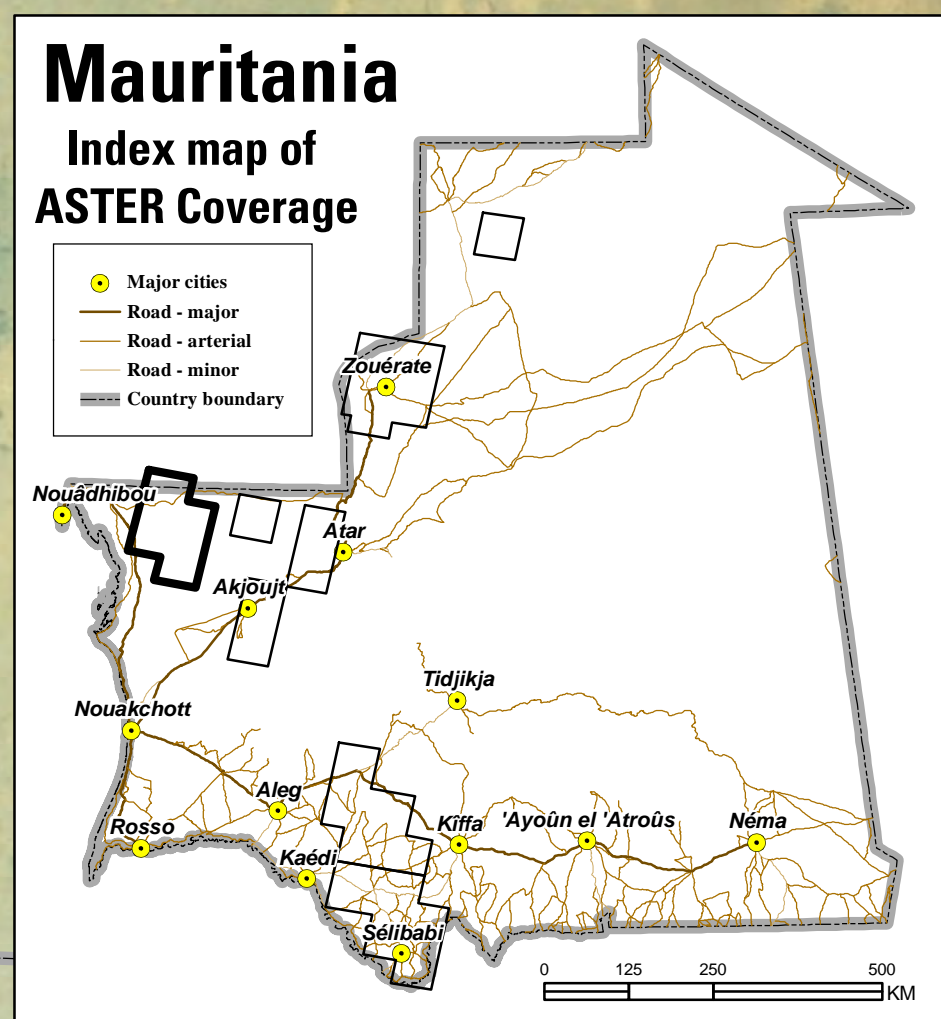 Mauritania
Index map of
ASTER Coverage
Major cities
Road - major
Road - arterial
Road - minor
Country boundary
Zouérate
Nouâdhibou
Atar
Akjoujt
Tidjikja
Nouakchott
Aleg
Rosso
Kîffa
'Ayoûn el 'Atroûs
Néma
Kaédi
Sélibabi
0 125 250 500
KM